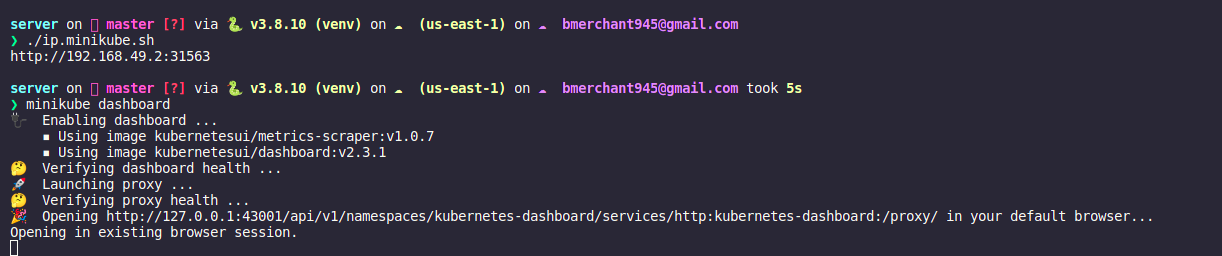 server on master [?] via 🐍 v3.8.10 (venv) on ☁ (us-east-1) on ☁ bmerchant945@gmail.com
❯ ./ip.minikube.sh
http://192.168.49.2:31563
server on master [?] via 🐍 v3.8.10 (venv) on ☁ (us-east-1) on ☁ bmerchant945@gmail.com took 5s
❯ minikube dashboard
🔌 Enabling dashboard ...
▪ Using image kubernetesui/metrics-scraper:v1.0.7
▪ Using image kubernetesui/dashboard:v2.3.1
🤔 Verifying dashboard health ...
🚀 Launching proxy ...
🤔 Verifying proxy health ...
🎉 Opening http://127.0.0.1:43001/api/v1/namespaces/kubernetes-dashboard/services/http:kubernetes-dashboard:/proxy/ in your default browser...
Opening in existing browser session.